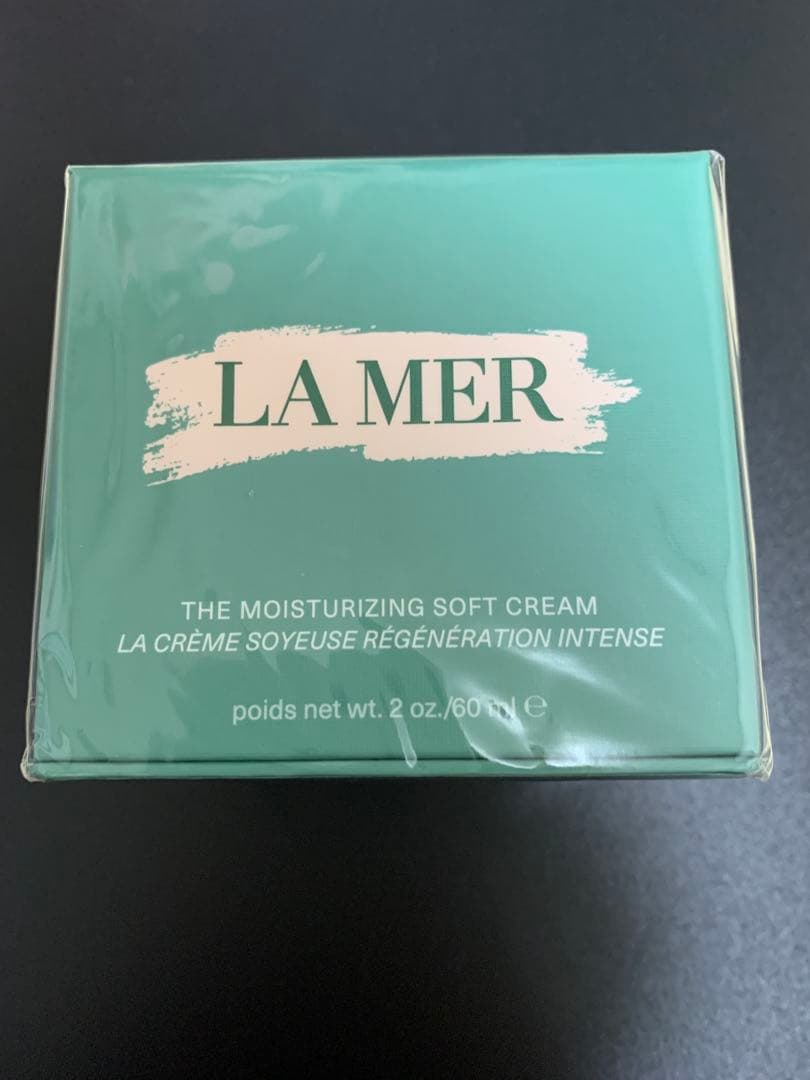 LA MER
THE MOISTURIZING SOFT CREAM
LA CRÈME SOYEUSE RÉGÉNÉRATION INTENSE
poids net wt. 2 oz./60 ml ℮